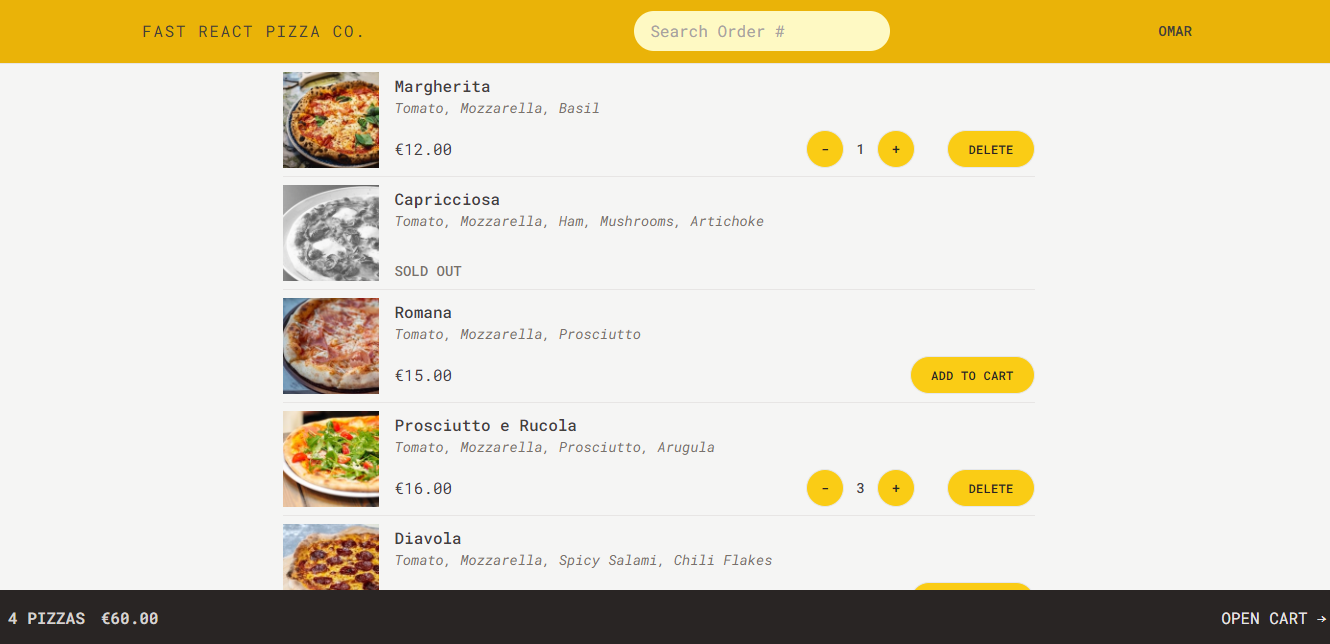 FAST REACT PIZZA CO.
Search Order #
OMAR
Margherita
Tomato, Mozzarella, Basil
€12.00
- 1 + DELETE
Capricciosa
Tomato, Mozzarella, Ham, Mushrooms, Artichoke
SOLD OUT
Romana
Tomato, Mozzarella, Prosciutto
€15.00
ADD TO CART
Prosciutto e Rucola
Tomato, Mozzarella, Prosciutto, Arugula
€16.00
- 3 + DELETE
Diavola
Tomato, Mozzarella, Spicy Salami, Chili Flakes
4 PIZZAS €60.00
OPEN CART →